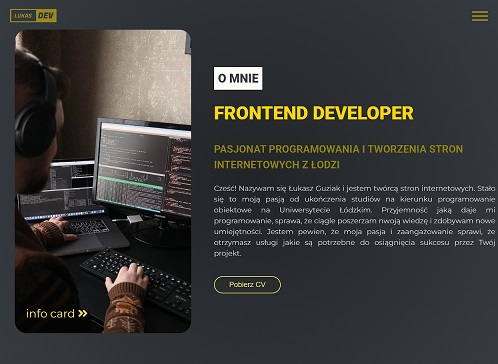 LUKAS DEV
O MNIE
FRONTEND DEVELOPER
PASJONAT PROGRAMOWANIA I TWORZENIA STRON
INTERNETOWYCH Z ŁODZI
Cześć! Nazywam się Łukasz Guziak i jestem twórcą stron internetowych. Stało
się to moją pasją od ukończenia studiów na kierunku programowanie
obiektowe na Uniwersytecie Łódzkim. Przyjemność jaką daje mi
programowanie, sprawa, że ciągle poszerzam swoją wiedzę i zdobywam nowe
umiejętności. Jestem pewien, że moja pasja i zaangażowanie sprawi, że
otrzymasz usługi jakie są potrzebne do osiągnięcia sukcesu przez Twój
projekt.
Pobierz CV
info card »